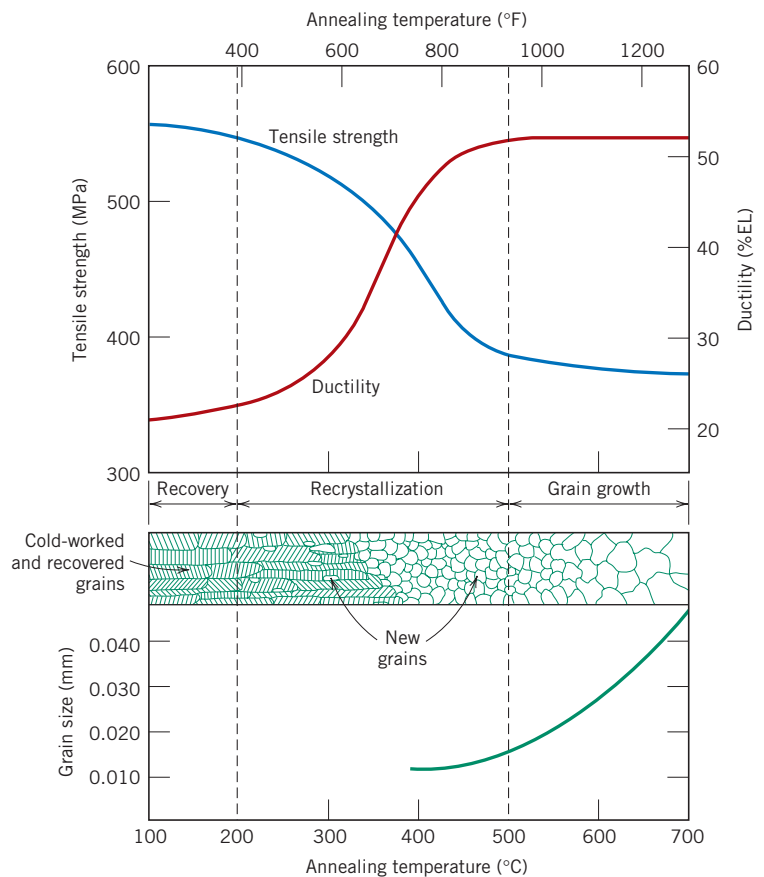 Annealing temperature (°F)
400 600 800 1000 1200
600 60
Tensile strength
50
500
Tensile strength (MPa)
40
Ductility (%EL)
400 30
Ductility
20
300
Recovery Recrystallization Grain growth
Cold-worked
and recovered
grains
New
grains
0.040
0.030
Grain size (mm)
0.020
0.010
100 200 300 400 500 600 700
Annealing temperature (°C)